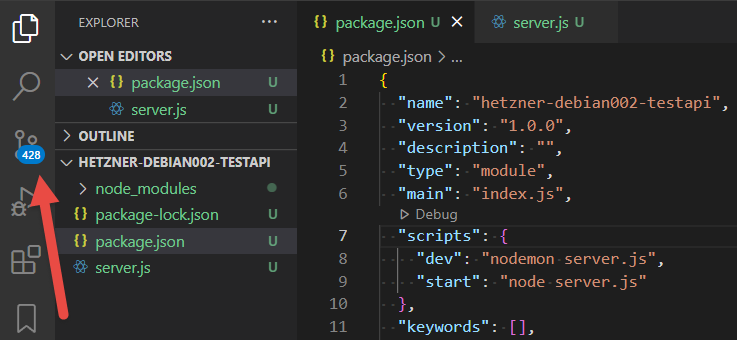 EXPLORER
OPEN EDITORS
package.json U
server.js U
OUTLINE
HETZNER-DEBIAN002-TESTAPI
node_modules
package-lock.json U
package.json U
server.js U
428
package.json U
server.js U
package.json > ...
1 {
2 "name": "hetzner-debian002-testapi",
3 "version": "1.0.0",
4 "description": "",
5 "type": "module",
6 "main": "index.js",
Debug
7 "scripts": {
8 "dev": "nodemon server.js",
9 "start": "node server.js"
10 },
11 "keywords": [],